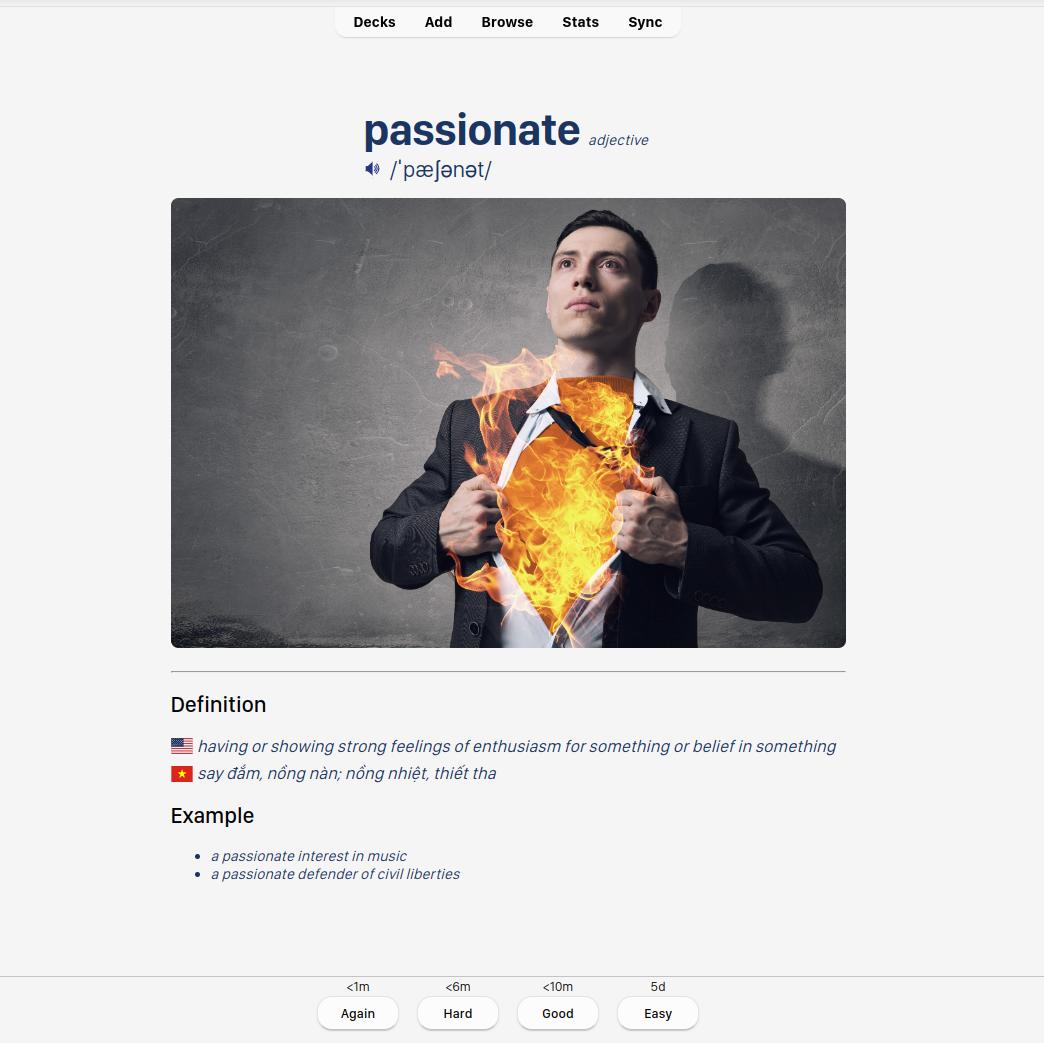 Decks Add Browse Stats Sync
passionate adjective
/ˈpæʃənət/
Definition
having or showing strong feelings of enthusiasm for something or belief in something
say đắm, nồng nàn; nồng nhiệt, thiết tha
Example
• a passionate interest in music
• a passionate defender of civil liberties
<1m <6m <10m 5d
Again Hard Good Easy